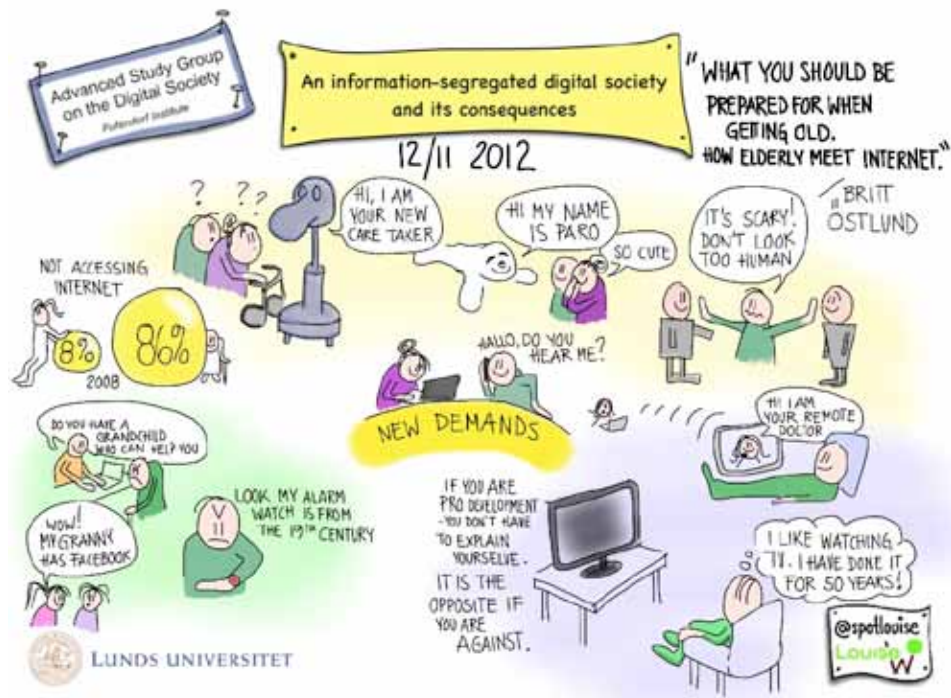 Advanced Study Group
on the Digital Society
Pufendorf Institute
An information-segregated digital society
and its consequences
12/11 2012
"WHAT YOU SHOULD BE
PREPARED FOR WHEN
GETTING OLD.
HOW ELDERLY MEET INTERNET."
BRITT
ÖSTLUND
? ? ?
HI, I AM
YOUR NEW
CARE TAKER
HI MY NAME
IS PARO
SO CUTE
IT'S SCARY!
DON'T LOOK
TOO HUMAN
NOT ACCESSING
INTERNET
8%
86%
2008
HALLO, DO YOU
HEAR ME?
NEW DEMANDS
HI I AM
YOUR REMOTE
DOCTOR
DO YOU HAVE A
GRANDCHILD
WHO CAN HELP YOU
WOW!
MY GRANNY
HAS FACEBOOK
LOOK MY ALARM
WATCH IS FROM
THE 19TH CENTURY
IF YOU ARE
PRO DEVELOPMENT
- YOU DON'T HAVE
TO EXPLAIN
YOURSELVE.
IT IS THE
OPPOSITE IF
YOU ARE
AGAINST.
I LIKE WATCHING
TV. I HAVE DONE IT
FOR 50 YEARS!
@spotlouise
Louise
W
LUNDS UNIVERSITET